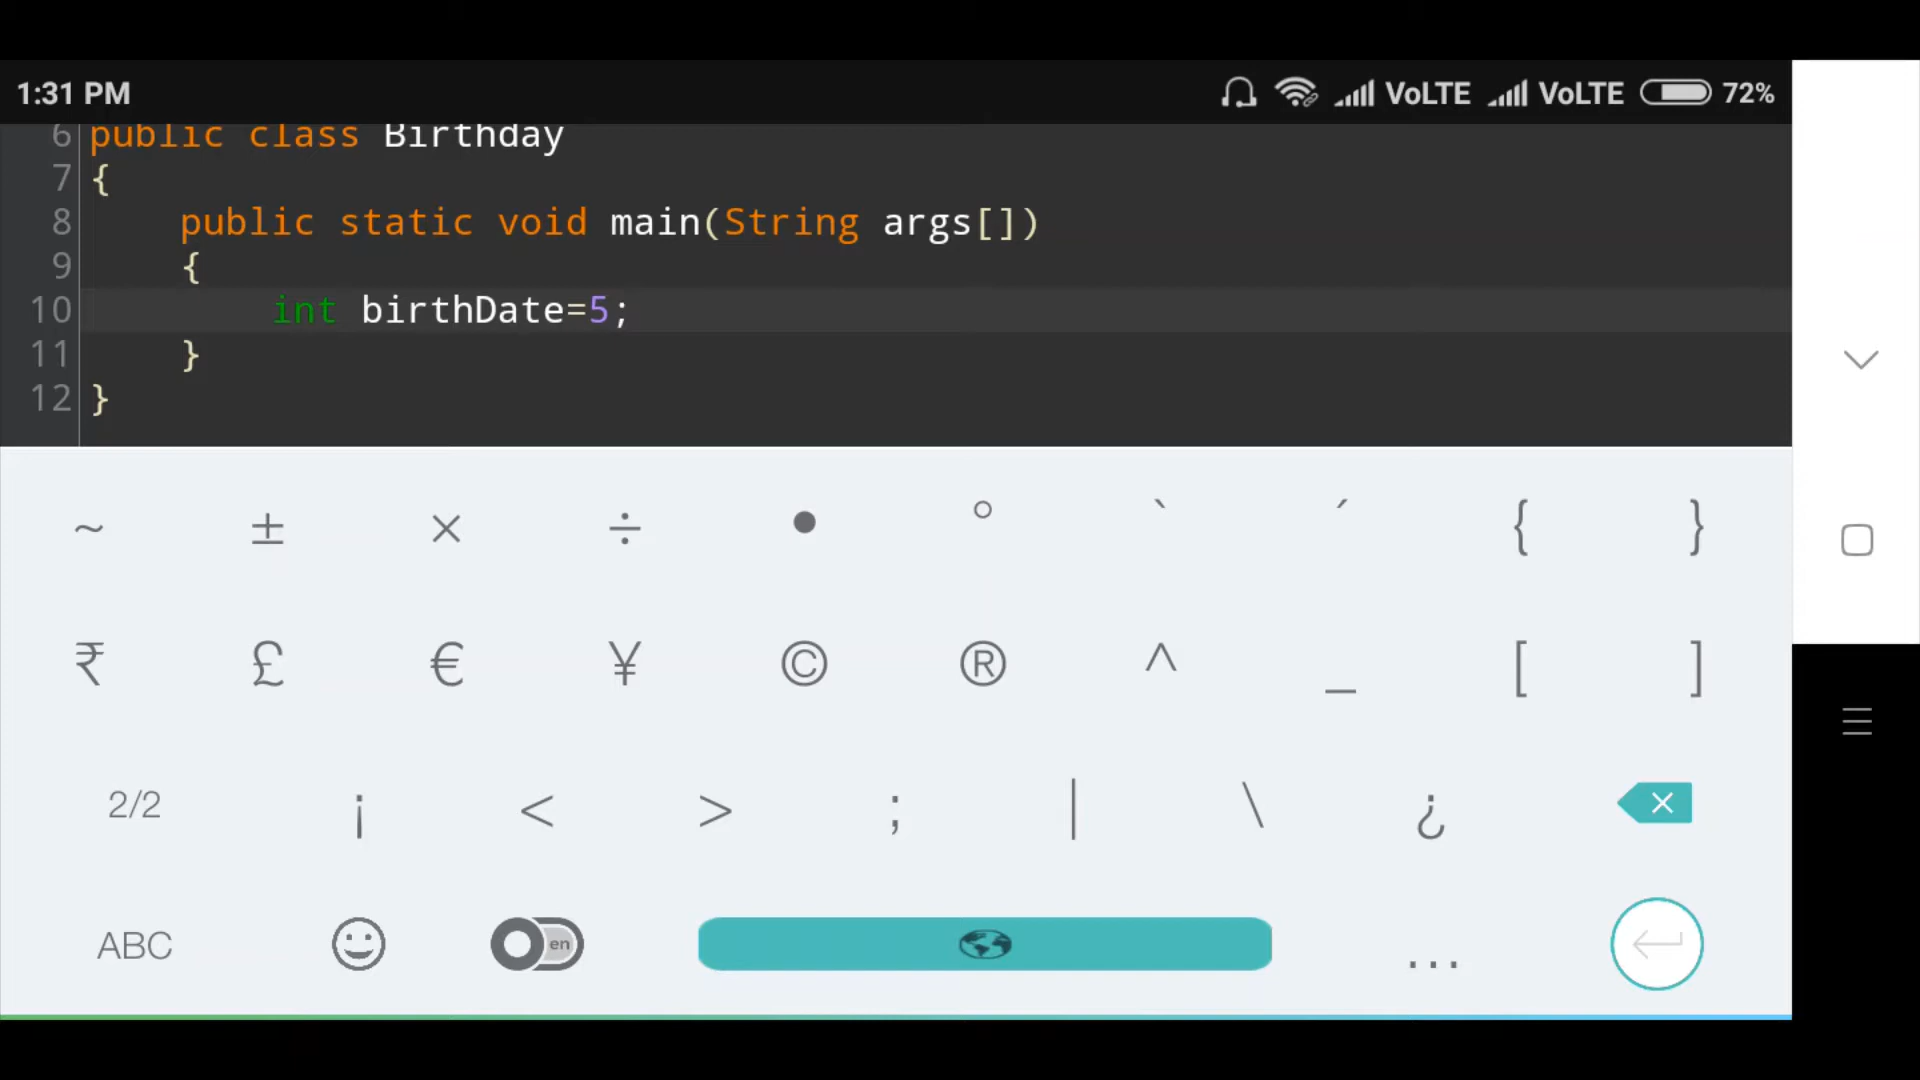 1:31 PM VoLTE VoLTE 72%
6 public class Birthday
7 {
8 public static void main(String args[])
9 {
10 int birthDate=5;
11 }
12 }
~ ± × ÷ • ° ` ´ { }
₹ £ € ¥ © ® ^ _ [ ]
2/2 ¡ < > ; | \ ¿
ABC en ...